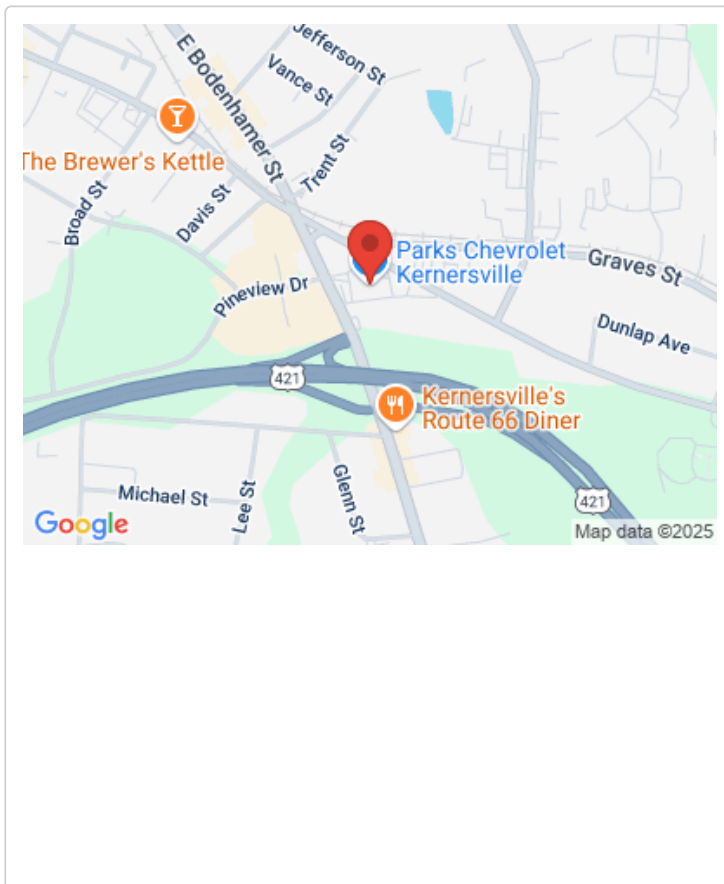 Jefferson St
Vance St
E Bodenhamer St
Trent St
The Brewer's Kettle
Broad St
Davis St
Parks Chevrolet
Kernersville
Graves St
Pineview Dr
Dunlap Ave
421
Kernersville's
Route 66 Diner
Michael St
Lee St
Glenn St
421
Google
Map data ©2025